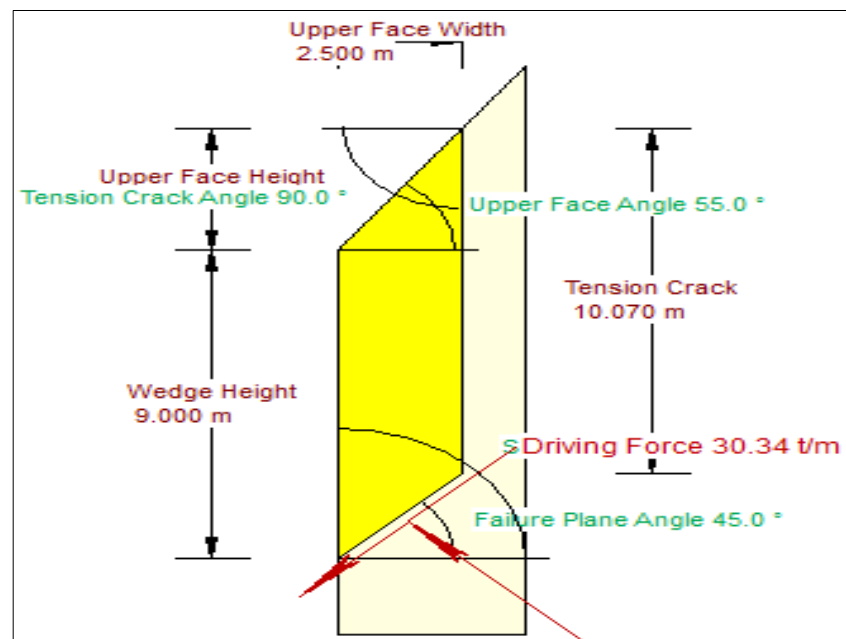 Upper Face Width
2.500 m
Upper Face Height
Tension Crack Angle 90.0 °
Upper Face Angle 55.0 °
Tension Crack
10.070 m
Wedge Height
9.000 m
SDriving Force 30.34 t/m
Failure Plane Angle 45.0 °